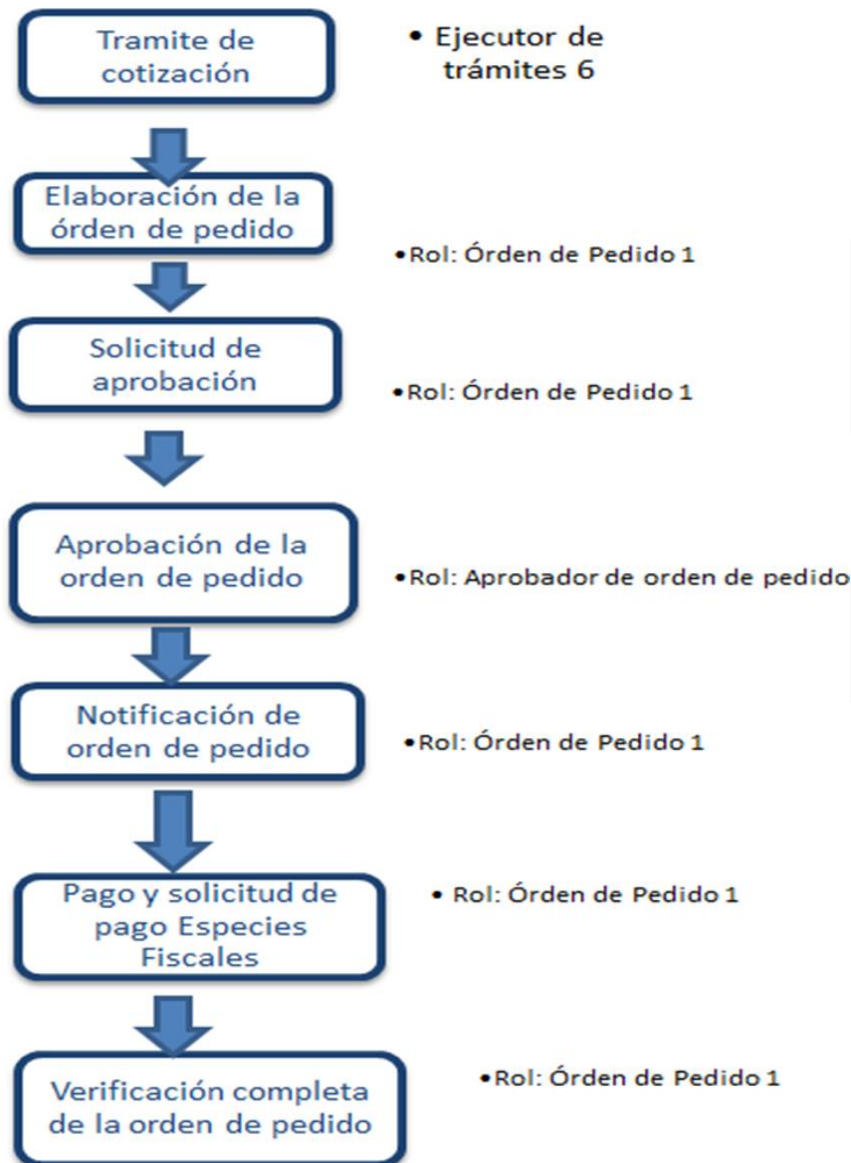 Tramite de
cotización
• Ejecutor de
trámites 6
Elaboración de la
órden de pedido
•Rol: Órden de Pedido 1
Solicitud de
aprobación
•Rol: Órden de Pedido 1
Aprobación de la
orden de pedido
•Rol: Aprobador de orden de pedido
Notificación de
orden de pedido
•Rol: Órden de Pedido 1
Pago y solicitud de
pago Especies
Fiscales
• Rol: Órden de Pedido 1
Verificación completa
de la orden de pedido
•Rol: Órden de Pedido 1